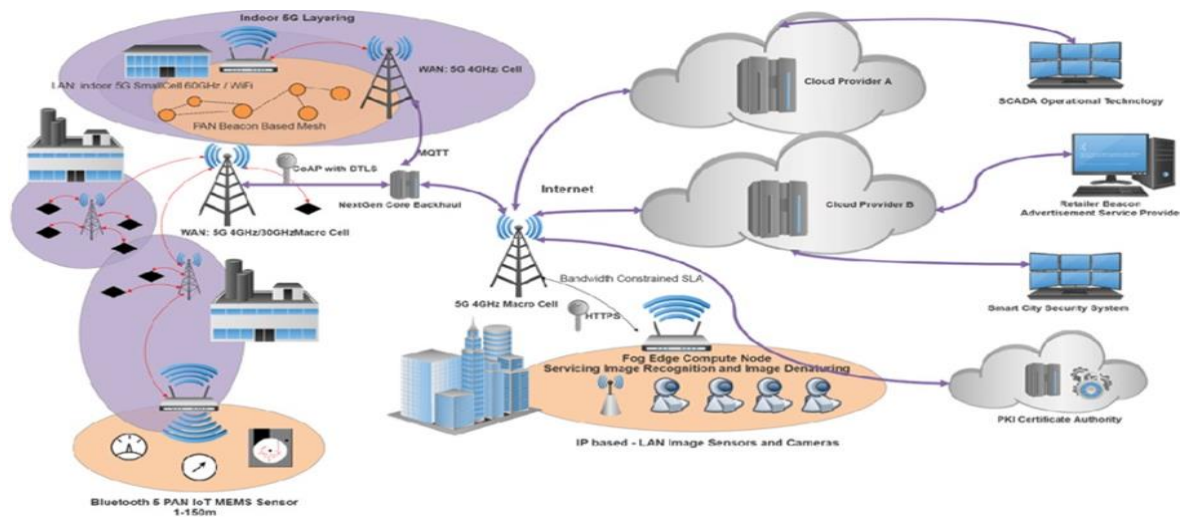 Indoor 5G Layering
WAN: 5G 4GHz/ Cell
LAN: indoor 5G SmallCell 60GHz / WiFi
PAN Beacon Based Mesh
MQTT
CoAP with DTLS
NextGen Core Backhaul
WAN: 5G 4GHz/30GHzMacro Cell
Internet
Cloud Provider A
SCADA Operational Technology
Cloud Provider B
Retailer Beacon
Advertisement Service Provider
Smart City Security System
5G 4GHz Macro Cell
Bandwidth Constrained SLA
HTTPS
Fog Edge Compute Node
Servicing Image Recognition and Image Denaturing
IP based - LAN Image Sensors and Cameras
PKI Certificate Authority
Bluetooth 5 PAN IoT MEMS Sensor
1-150m